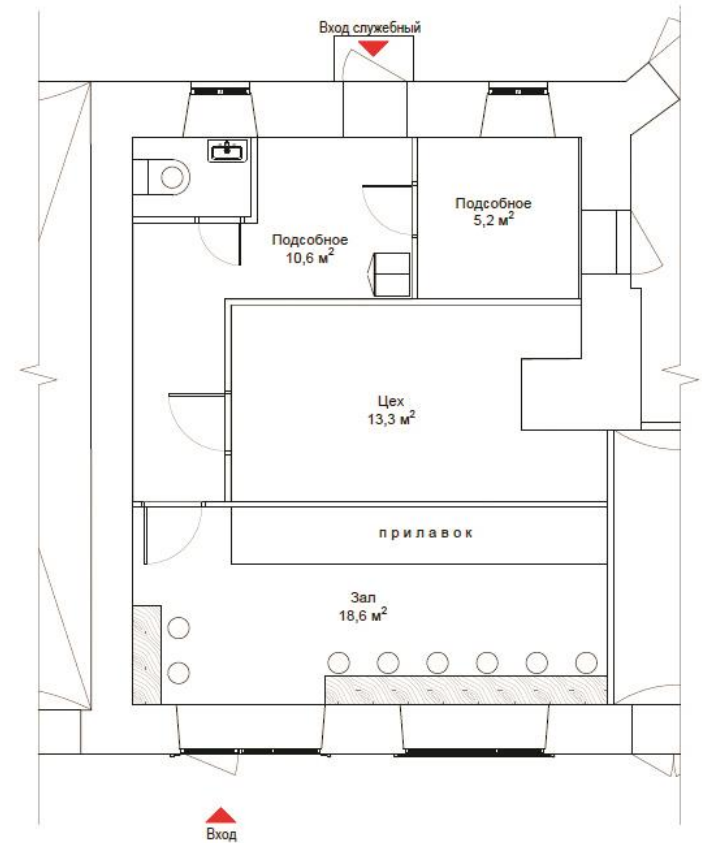 Вход служебный
Подсобное
5,2 м²
Подсобное
10,6 м²
Цех
13,3 м²
прилавок
Зал
18,6 м²
Вход